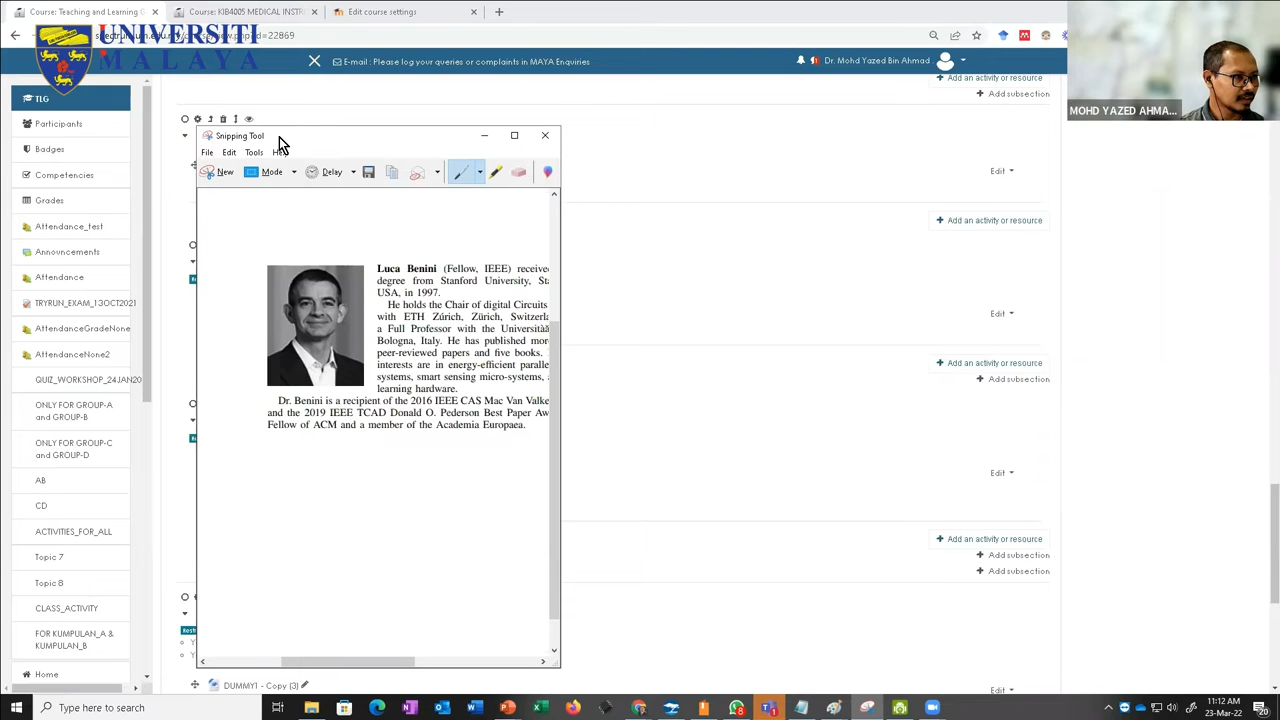 Course: Teaching and Learning G
Course: KIB4005 MEDICAL INSTR
Edit course settings
UNIVERSITI
MALAYA
E-mail : Please log your queries or complaints in MAYA Enquiries
Dr. Mohd Yazed Bin Ahmad
MOHD YAZED AHMA...
TLG
Participants
Badges
Competencies
Grades
Attendance_test
Announcements
Attendance
TRYRUN_EXAM_13OCT2021
AttendanceGradeNone
AttendanceNone2
QUIZ_WORKSHOP_24JAN20
ONLY FOR GROUP-A
and GROUP-B
ONLY FOR GROUP-C
and GROUP-D
AB
CD
ACTIVITIES_FOR_ALL
Topic 7
Topic 8
CLASS_ACTIVITY
FOR KUMPULAN_A &
KUMPULAN_B
Home
Snipping Tool
File Edit Tools Help
New Mode Delay
Luca Benini (Fellow, IEEE) received
degree from Stanford University, Sta
USA, in 1997.
He holds the Chair of digital Circuits
with ETH Zúrich, Zürich, Switzerla
a Full Professor with the Universitàà
Bologna, Italy. He has published more
peer-reviewed papers and five books.
interests are in energy-efficient paralle
systems, smart sensing micro-systems,
learning hardware.
Dr. Benini is a recipient of the 2016 IEEE CAS Mac Van Valke
and the 2019 IEEE TCAD Donald O. Pederson Best Paper Aw
Fellow of ACM and a member of the Academia Europaea.
Add an activity or resource
Add subsection
Edit
Add an activity or resource
Edit
Add an activity or resource
Add subsection
Edit
Add an activity or resource
Add subsection
Add subsection
DUMMY1 - Copy (3)
Edit
Type here to search
11:12 AM
23-Mar-22
20